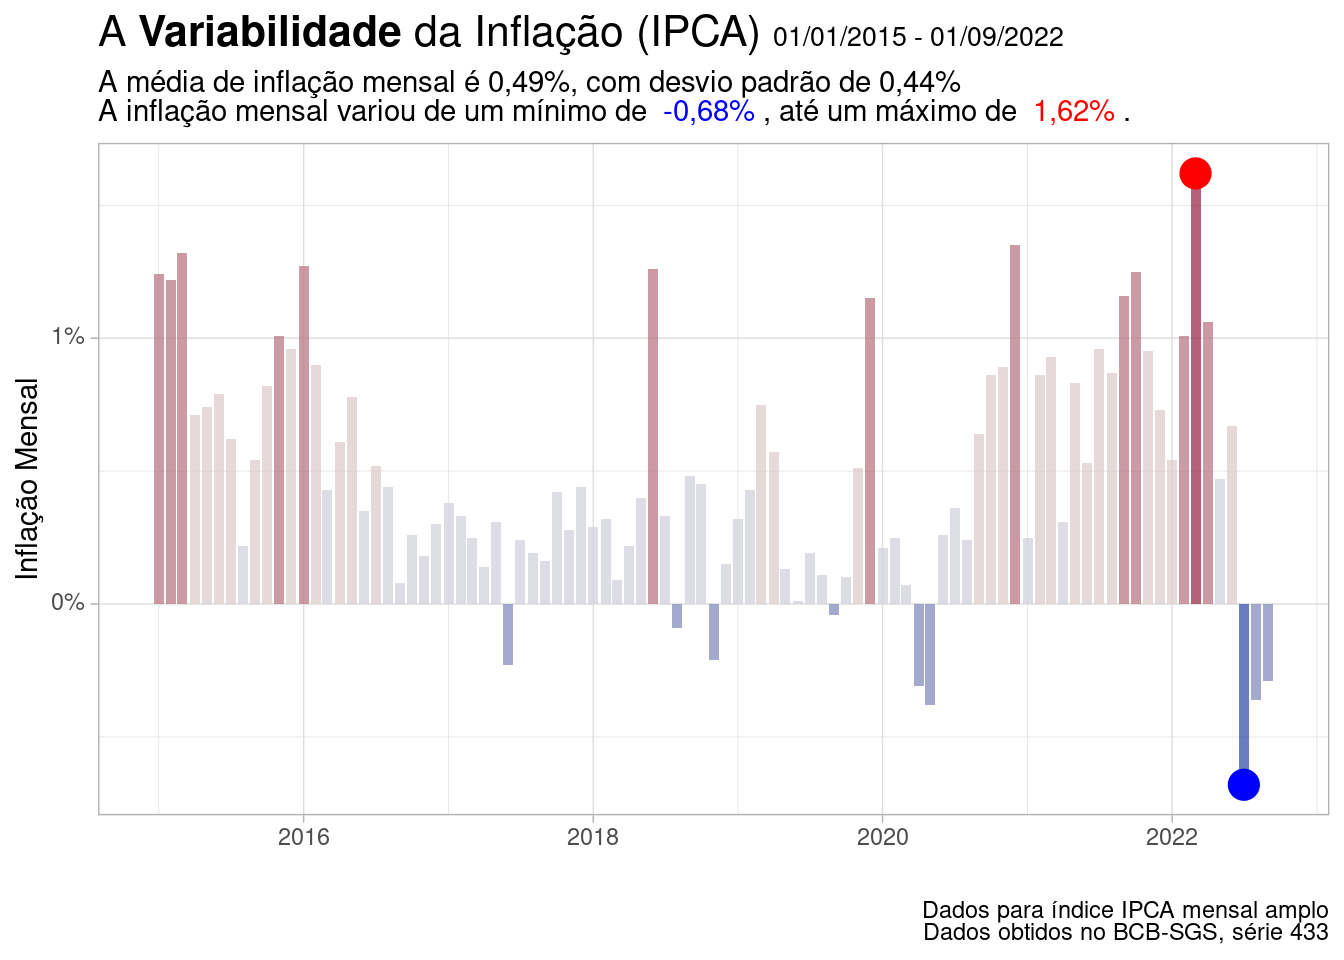 A Variabilidade da Inflação (IPCA) 01/01/2015 - 01/09/2022
A média de inflação mensal é 0,49%, com desvio padrão de 0,44%
A inflação mensal variou de um mínimo de -0,68% , até um máximo de 1,62% .
Inflação Mensal
1%
0%
2016
2018
2020
2022
Dados para índice IPCA mensal amplo
Dados obtidos no BCB-SGS, série 433